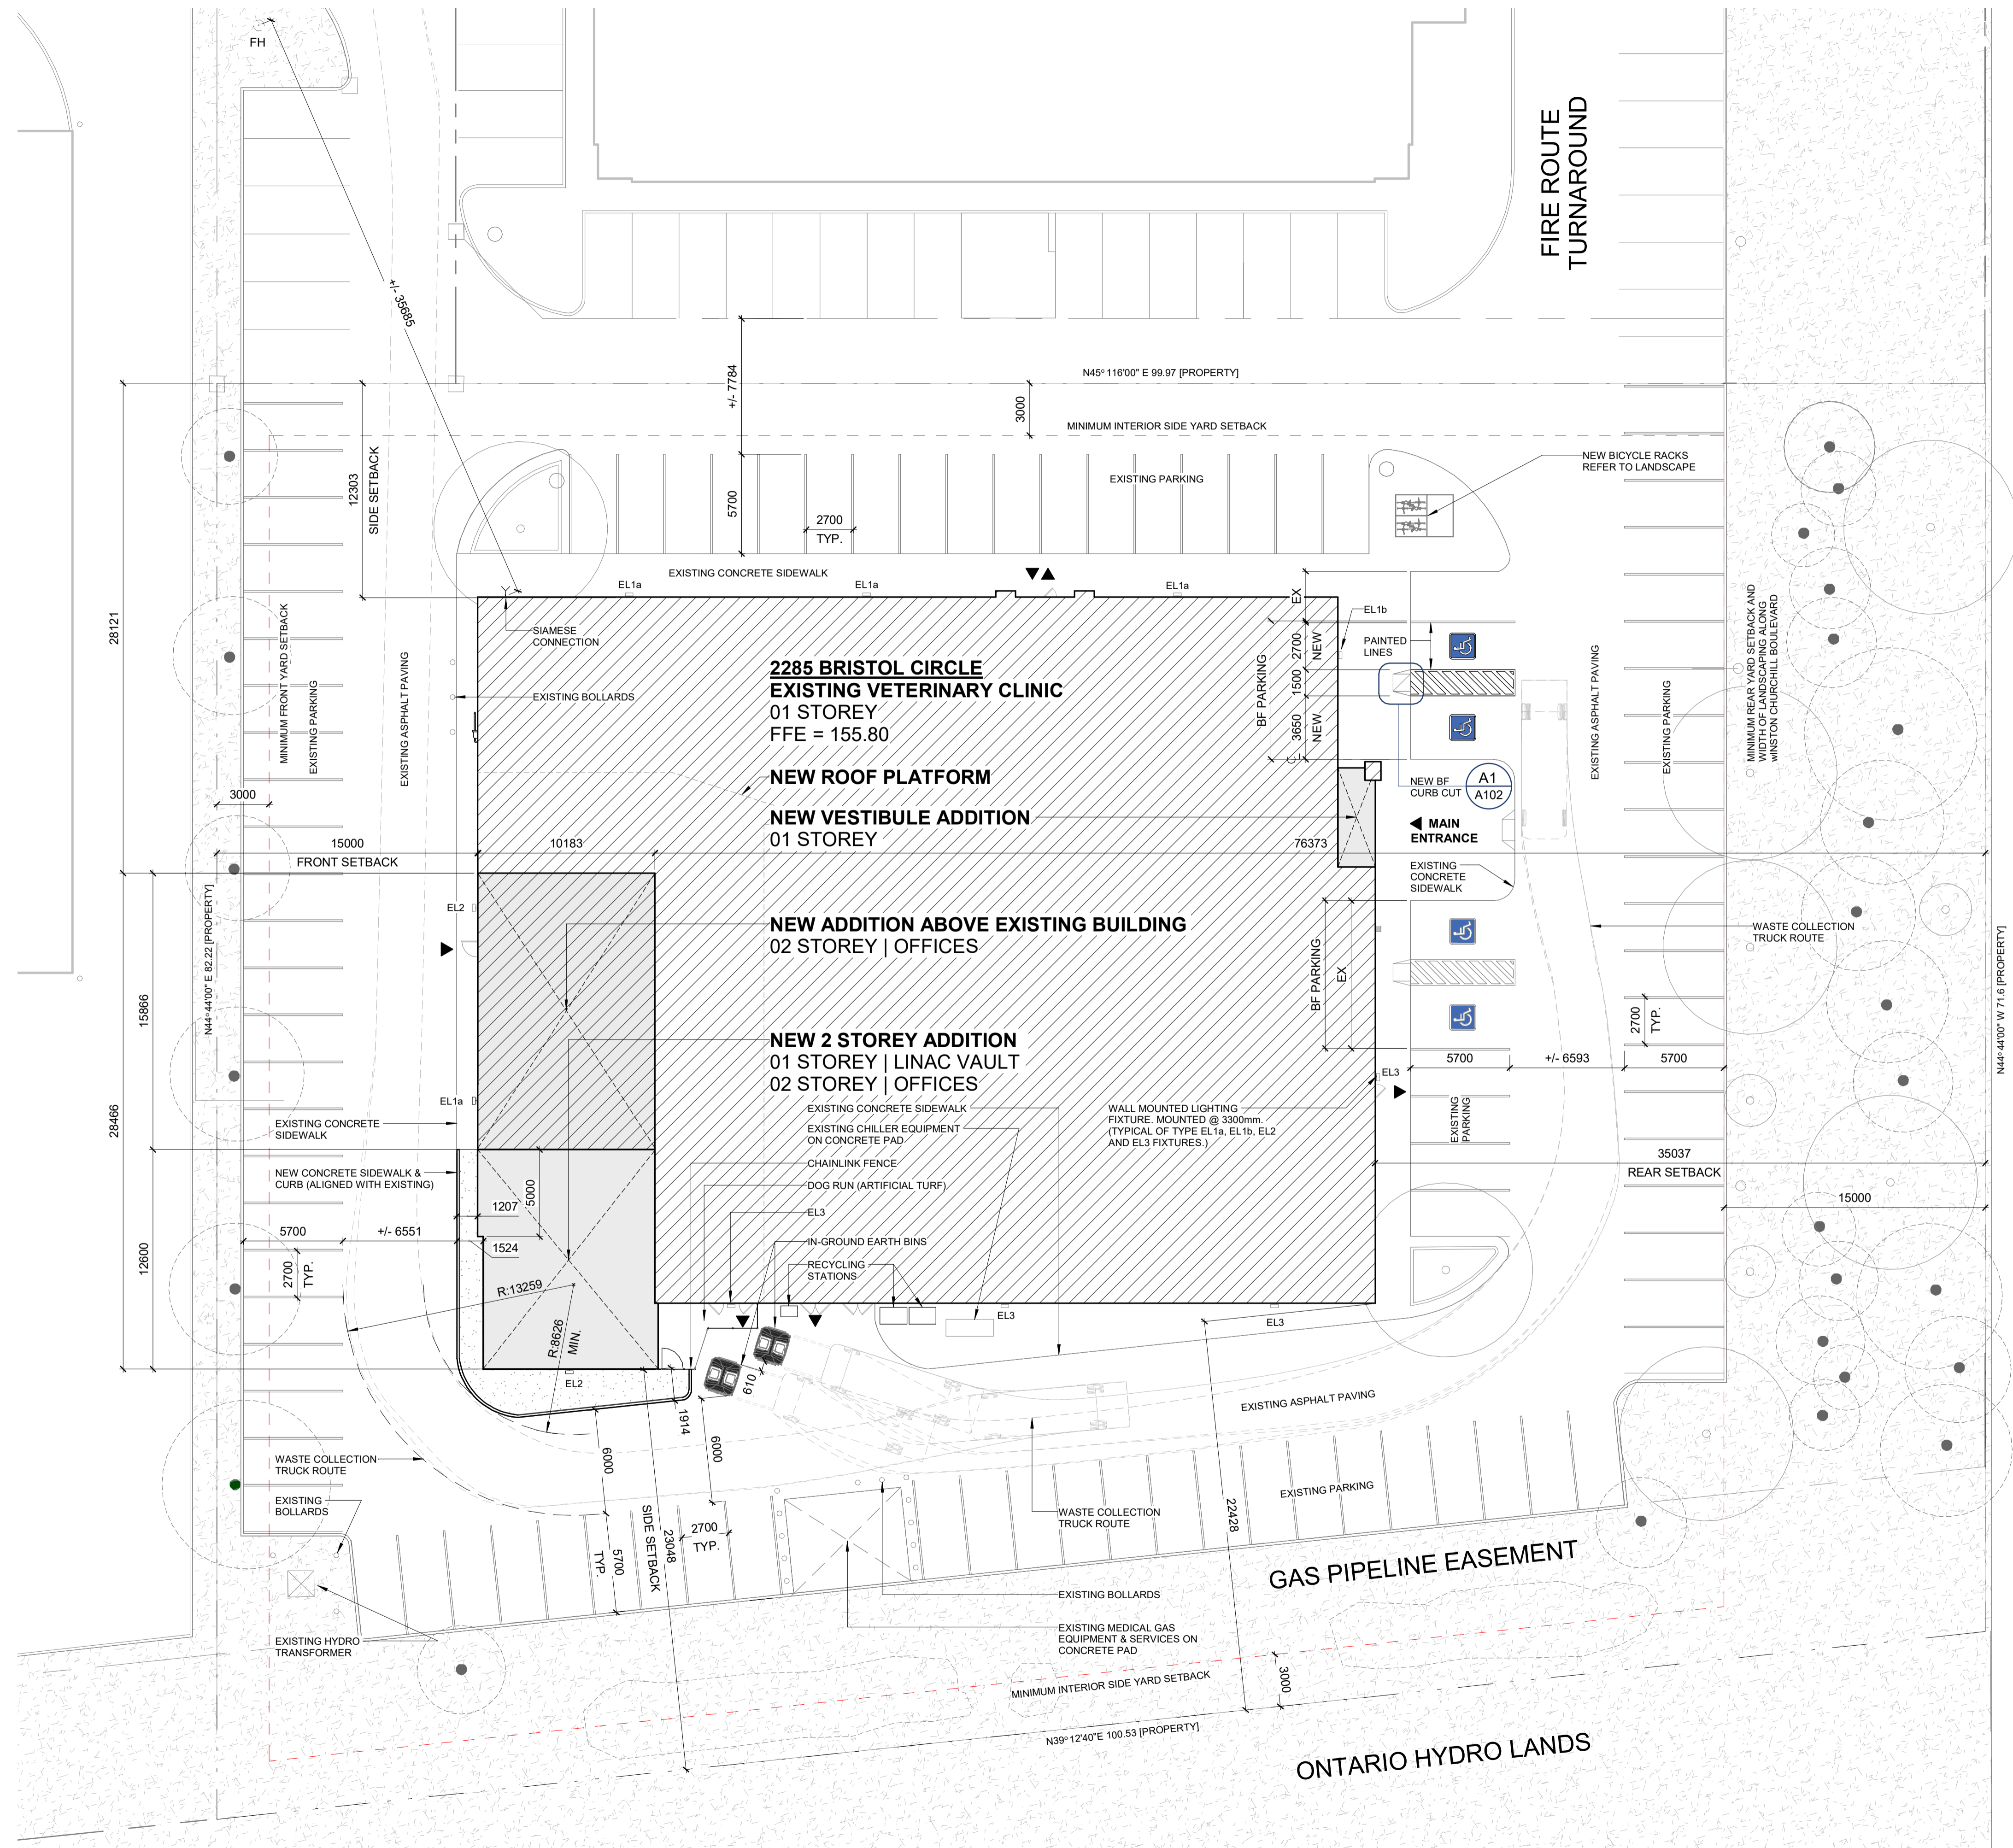 FH
FIRE ROUTE
TURNAROUND
+/- 35685
+/- 7784
N45° 116'00" E 99.97 [PROPERTY]
3000
MINIMUM INTERIOR SIDE YARD SETBACK
12303
SIDE SETBACK
28121
5700
EXISTING PARKING
2700
TYP.
NEW BICYCLE RACKS
REFER TO LANDSCAPE
EXISTING CONCRETE SIDEWALK
EL1a
EL1a
EL1a
EL1b
EX
2700
NEW
1500
3650
NEW
BF PARKING
PAINTED
LINES
SIAMESE
CONNECTION
EXISTING BOLLARDS
MINIMUM FRONT YARD SETBACK
EXISTING PARKING
EXISTING ASPHALT PAVING
2285 BRISTOL CIRCLE
EXISTING VETERINARY CLINIC
01 STOREY
FFE = 155.80
NEW ROOF PLATFORM
NEW VESTIBULE ADDITION
01 STOREY
NEW BF
CURB CUT
A1
A102
MAIN
ENTRANCE
EXISTING
CONCRETE
SIDEWALK
EXISTING ASPHALT PAVING
EXISTING PARKING
MINIMUM REAR YARD SETBACK AND
WIDTH OF LANDSCAPING ALONG
WINSTON CHURCHILL BOULEVARD
3000
15000
FRONT SETBACK
10183
76373
N44° 44'00" E 82.22 [PROPERTY]
EL2
NEW ADDITION ABOVE EXISTING BUILDING
02 STOREY | OFFICES
BF PARKING
EX
WASTE COLLECTION
TRUCK ROUTE
N44° 44'00" W 71.6 [PROPERTY]
15866
28466
NEW 2 STOREY ADDITION
01 STOREY | LINAC VAULT
02 STOREY | OFFICES
2700
TYP.
5700
+/- 6593
5700
EL3
EL1a
EXISTING CONCRETE
SIDEWALK
EXISTING CONCRETE SIDEWALK
EXISTING CHILLER EQUIPMENT
ON CONCRETE PAD
WALL MOUNTED LIGHTING
FIXTURE. MOUNTED @ 3300mm.
(TYPICAL OF TYPE EL1a, EL1b, EL2
AND EL3 FIXTURES.)
EXISTING
PARKING
NEW CONCRETE SIDEWALK &
CURB (ALIGNED WITH EXISTING)
CHAINLINK FENCE
DOG RUN (ARTIFICIAL TURF)
35037
REAR SETBACK
15000
1207
5000
EL3
5700
+/- 6551
1524
IN-GROUND EARTH BINS
RECYCLING
STATIONS
12600
2700
TYP.
R:13259
R:8626
MIN.
EL3
EL3
EL2
610
1914
6000
6000
EXISTING ASPHALT PAVING
WASTE COLLECTION
TRUCK ROUTE
EXISTING
BOLLARDS
EXISTING PARKING
WASTE COLLECTION
TRUCK ROUTE
22428
SIDE SETBACK
23048
2700
TYP.
5700
TYP.
GAS PIPELINE EASEMENT
EXISTING BOLLARDS
EXISTING MEDICAL GAS
EQUIPMENT & SERVICES ON
CONCRETE PAD
EXISTING HYDRO
TRANSFORMER
3000
MINIMUM INTERIOR SIDE YARD SETBACK
N39° 12'40"E 100.53 [PROPERTY]
ONTARIO HYDRO LANDS